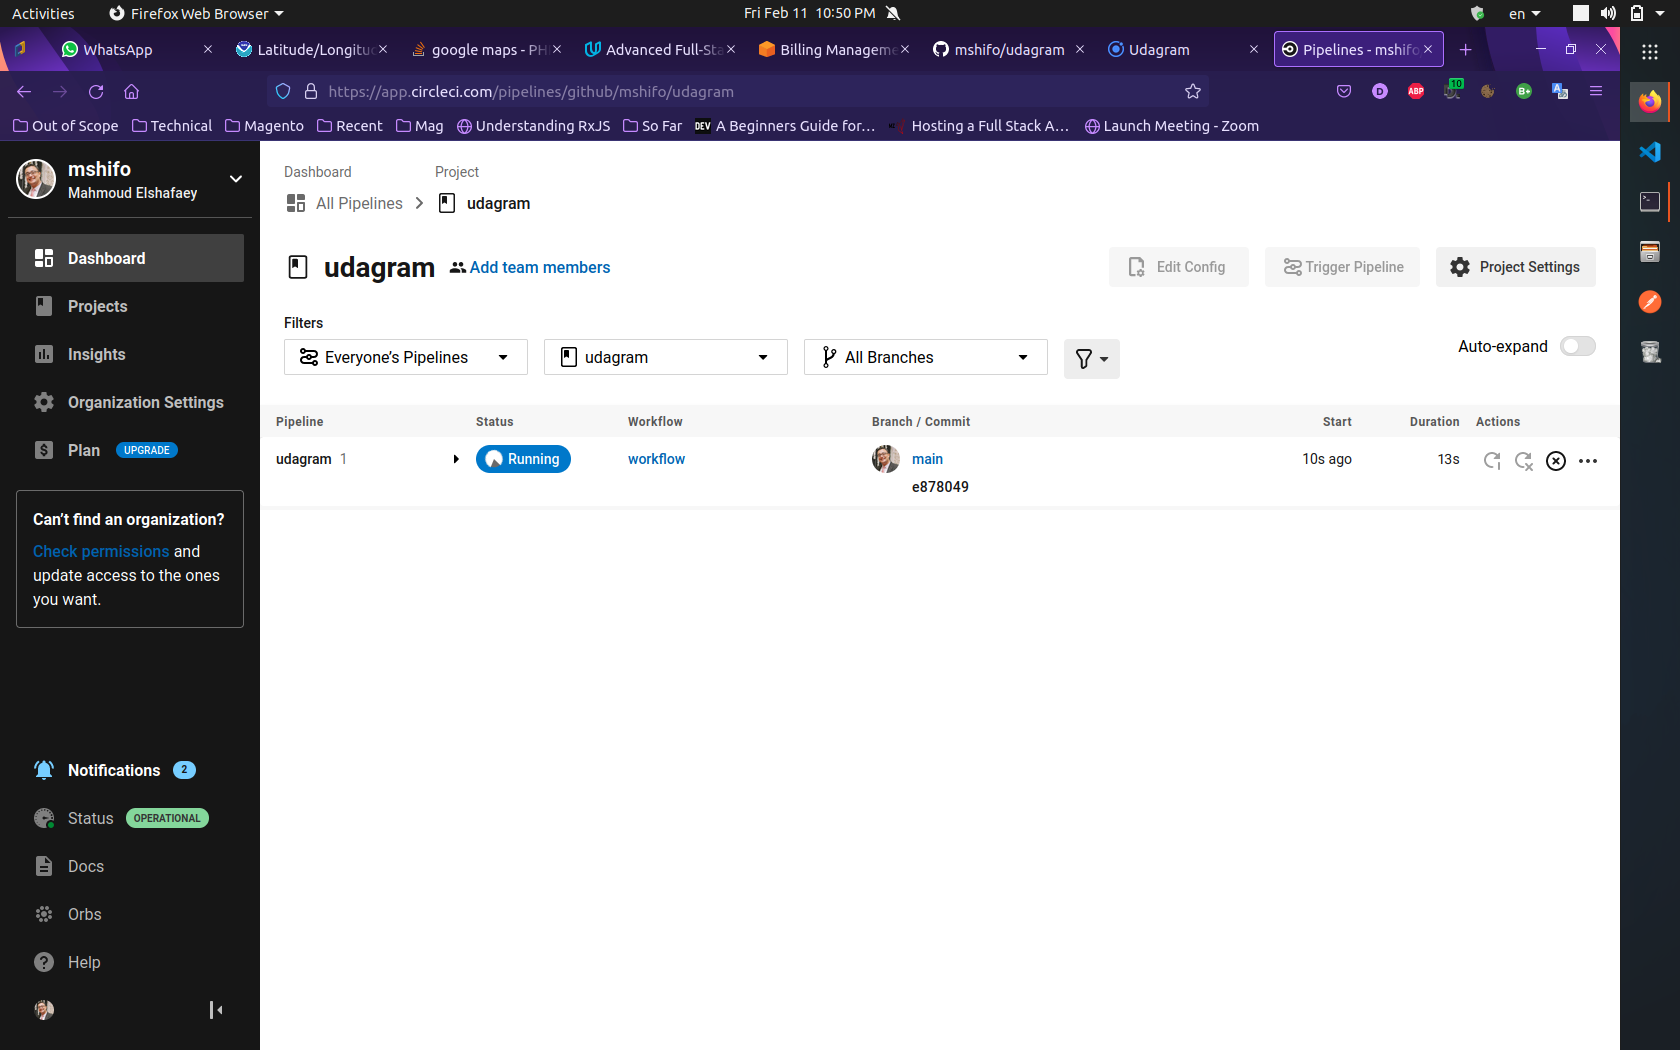 Activities Firefox Web Browser Fri Feb 11 10:50 PM en
WhatsApp Latitude/Longitud google maps - PH Advanced Full-Sta Billing Manageme mshifo/udagram Udagram Pipelines - mshifo
https://app.circleci.com/pipelines/github/mshifo/udagram D ABP 10 B+
Out of Scope Technical Magento Recent Mag Understanding RxJS So Far DEV A Beginners Guide for… Hosting a Full Stack A… Launch Meeting - Zoom
mshifo
Mahmoud Elshafaey
Dashboard
Projects
Insights
Organization Settings
Plan UPGRADE
Can’t find an organization?
Check permissions and
update access to the ones
you want.
Notifications 2
Status OPERATIONAL
Docs
Orbs
Help
Dashboard Project
All Pipelines udagram
udagram Add team members Edit Config Trigger Pipeline Project Settings
Filters
Everyone’s Pipelines udagram All Branches Auto-expand
Pipeline Status Workflow Branch / Commit Start Duration Actions
udagram 1 Running workflow main 10s ago 13s
e878049